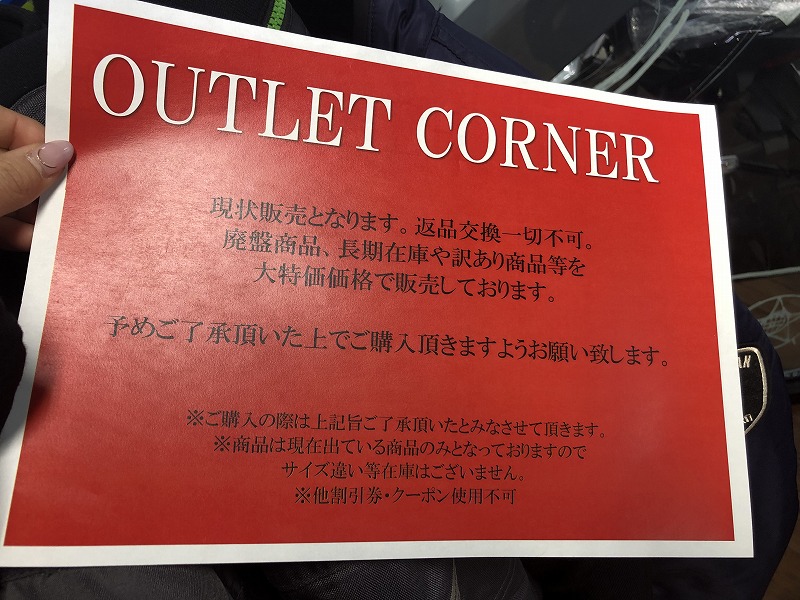 OUTLET CORNER
現状販売となります。返品交換一切不可。
廃盤商品、長期在庫や訳あり商品等を
大特価価格で販売しております。
予めご了承頂いた上でご購入頂きますようお願い致します。
※ご購入の際は上記旨ご了承頂いたとみなさせて頂きます。
※商品は現在出ている商品のみとなっておりますので
サイズ違い等在庫はございません。
※他割引券・クーポン使用不可